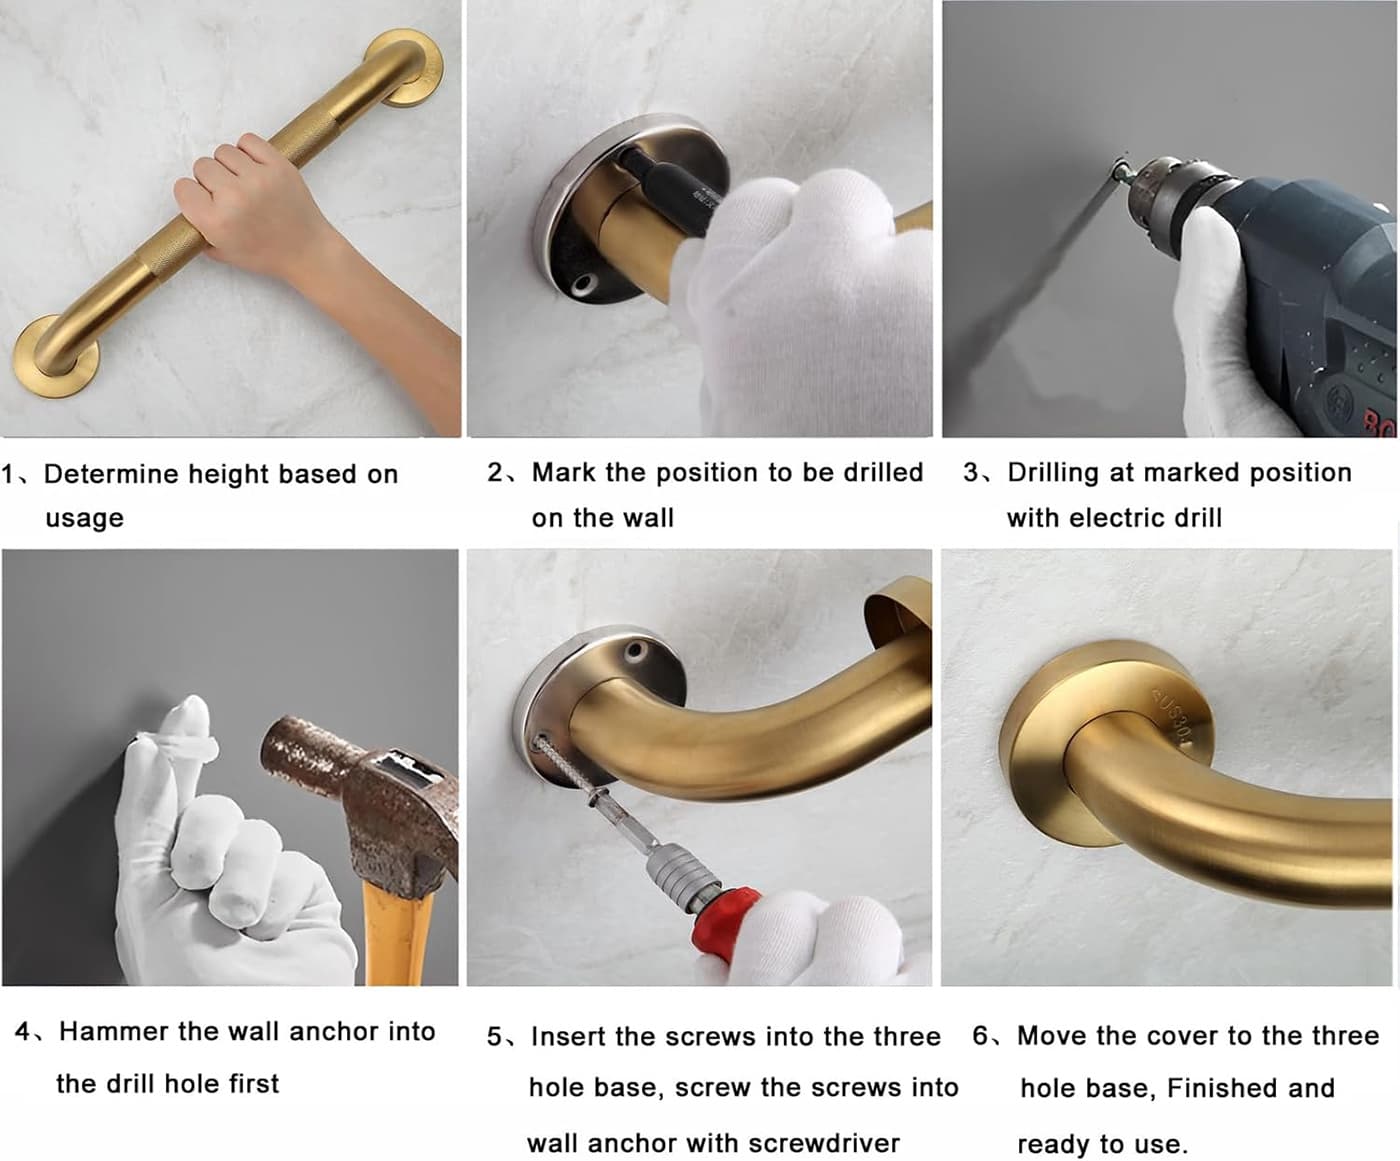 1、Determine height based on
usage
2、Mark the position to be drilled
on the wall
3、Drilling at marked position
with electric drill
4、Hammer the wall anchor into
the drill hole first
5、Insert the screws into the three
hole base, screw the screws into
wall anchor with screwdriver
6、Move the cover to the three
hole base, Finished and
ready to use.